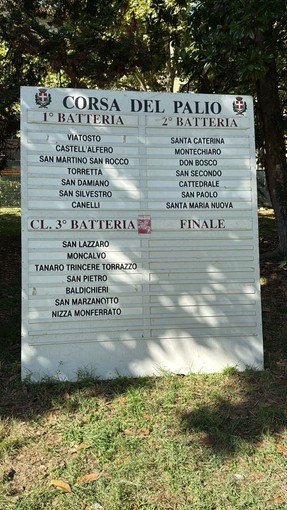 CORSA DEL PALIO
1° BATTERIA
VIATOSTO
CASTELL'ALFERO
SAN MARTINO SAN ROCCO
TORRETTA
SAN DAMIANO
SAN SILVESTRO
CANELLI
2° BATTERIA
SANTA CATERINA
MONTECHIARO
DON BOSCO
SAN SECONDO
CATTEDRALE
SAN PAOLO
SANTA MARIA NUOVA
CL. 3° BATTERIA
SAN LAZZARO
MONCALVO
TANARO TRINCERE TORRAZZO
SAN PIETRO
BALDICHIERI
SAN MARZANOTTO
NIZZA MONFERRATO
FINALE